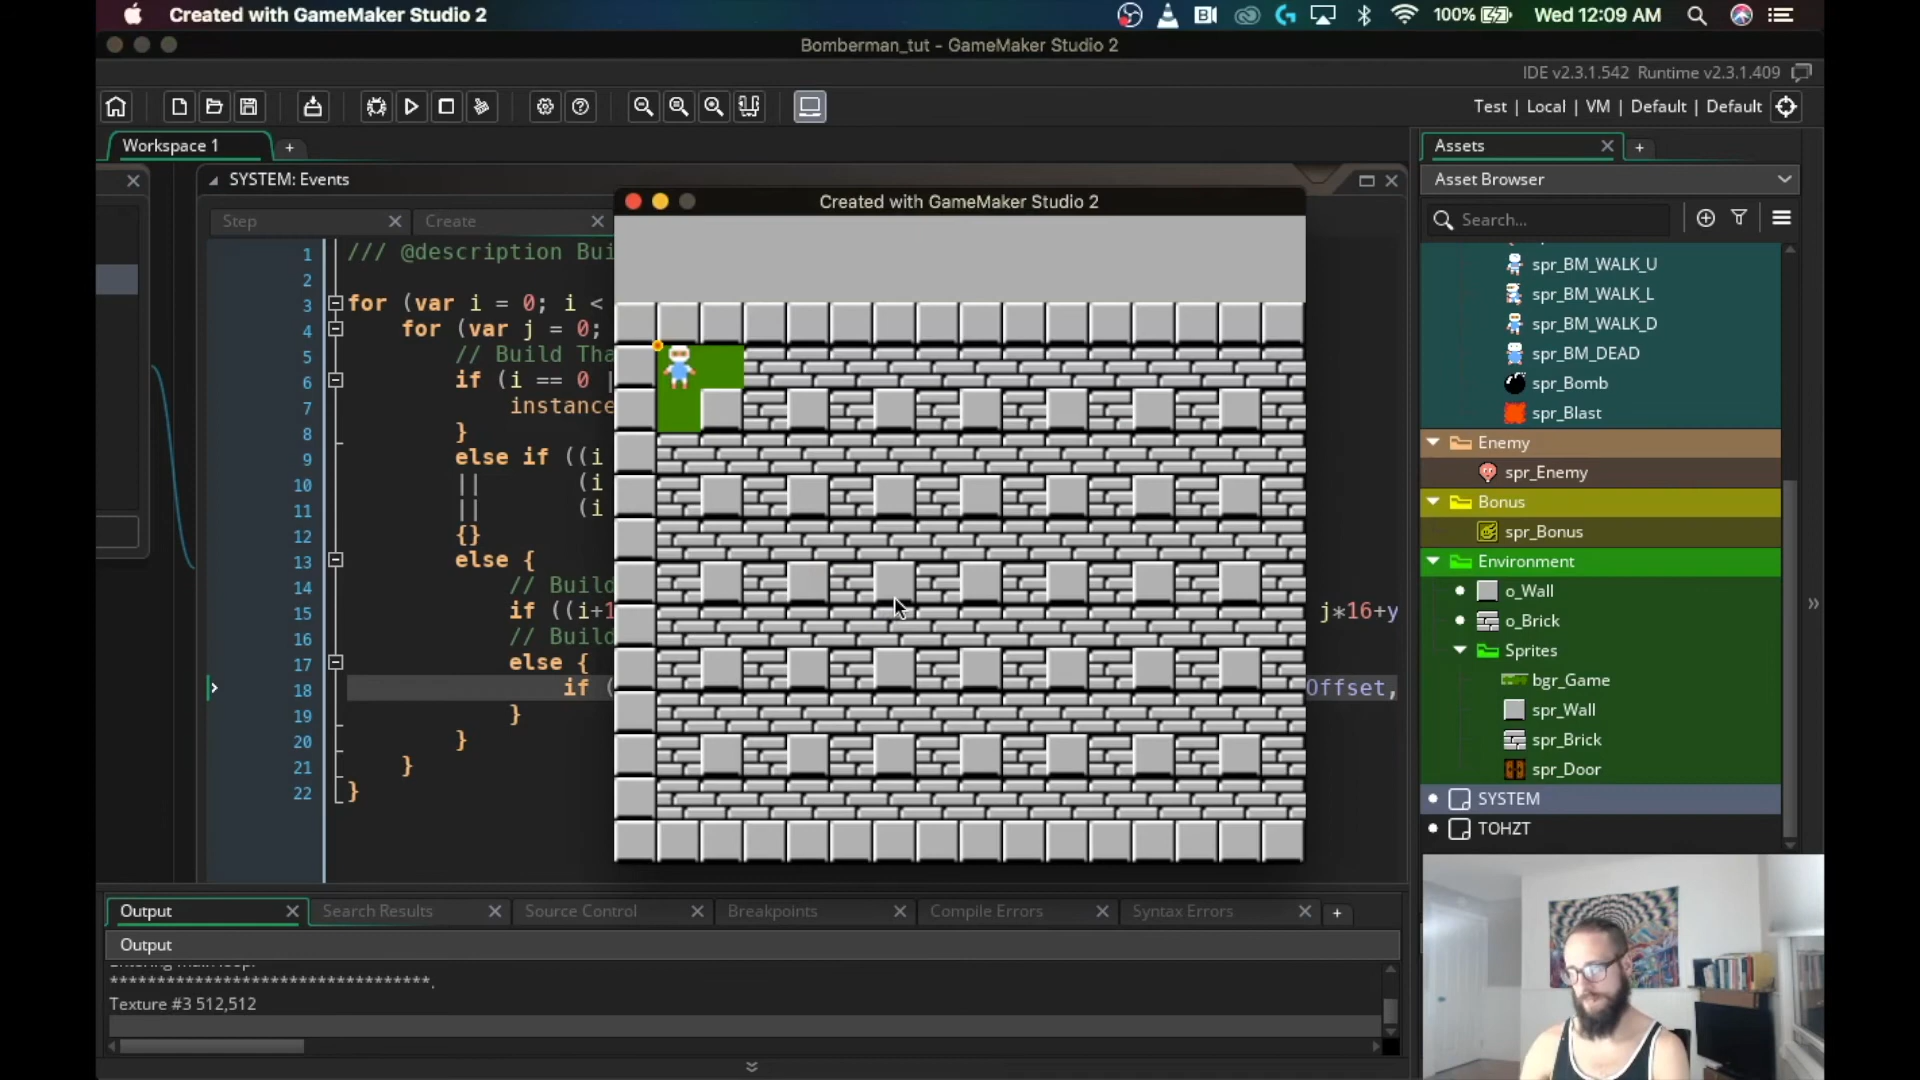 Created with GameMaker Studio 2
100%
Wed 12:09 AM
Bomberman_tut - GameMaker Studio 2
IDE v2.3.1.542 Runtime v2.3.1.409
Test | Local | VM | Default | Default
Workspace 1
SYSTEM: Events
Step
Create
1 /// @description Bui
2
3 for (var i = 0; i <
4 for (var j = 0;
5 // Build Tha
6 if (i == 0 |
7 instance
8 }
9 else if ((i
10 || (i
11 || (i
12 {}
13 else {
14 // Build
15 if ((i+1 j*16+y
16 // Build
17 else {
18 if ( Offset,
19 }
20 }
21 }
22 }
Created with GameMaker Studio 2
Assets
Asset Browser
Search...
spr_BM_WALK_U
spr_BM_WALK_L
spr_BM_WALK_D
spr_BM_DEAD
spr_Bomb
spr_Blast
Enemy
spr_Enemy
Bonus
spr_Bonus
Environment
o_Wall
o_Brick
Sprites
bgr_Game
spr_Wall
spr_Brick
spr_Door
SYSTEM
TOHZT
Output
Search Results
Source Control
Breakpoints
Compile Errors
Syntax Errors
Output
Entering main loop.
*********************************.
Texture #3 512,512